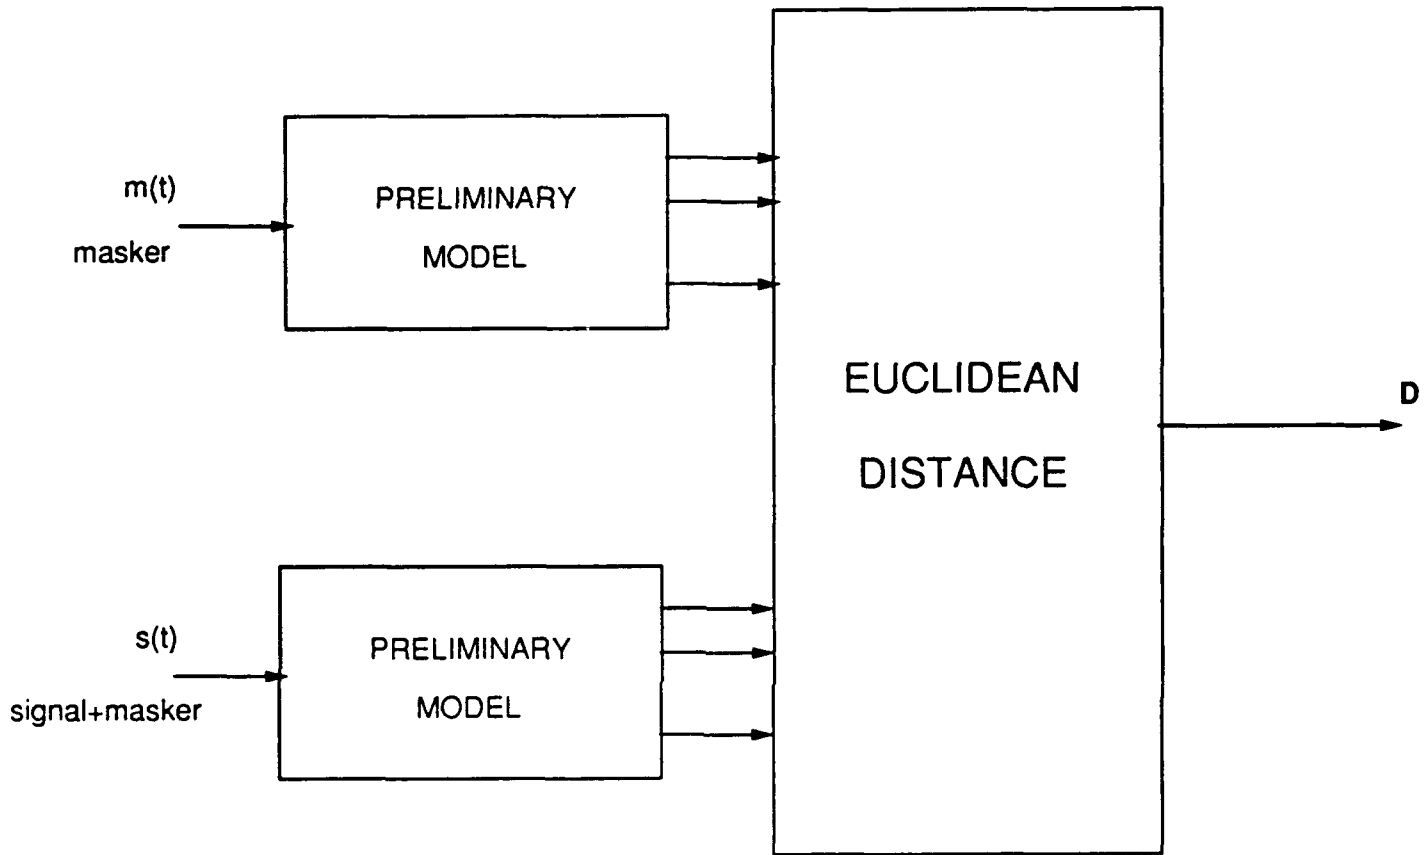 m(t)
masker
PRELIMINARY
MODEL
EUCLIDEAN
DISTANCE
D
s(t)
signal+masker
PRELIMINARY
MODEL